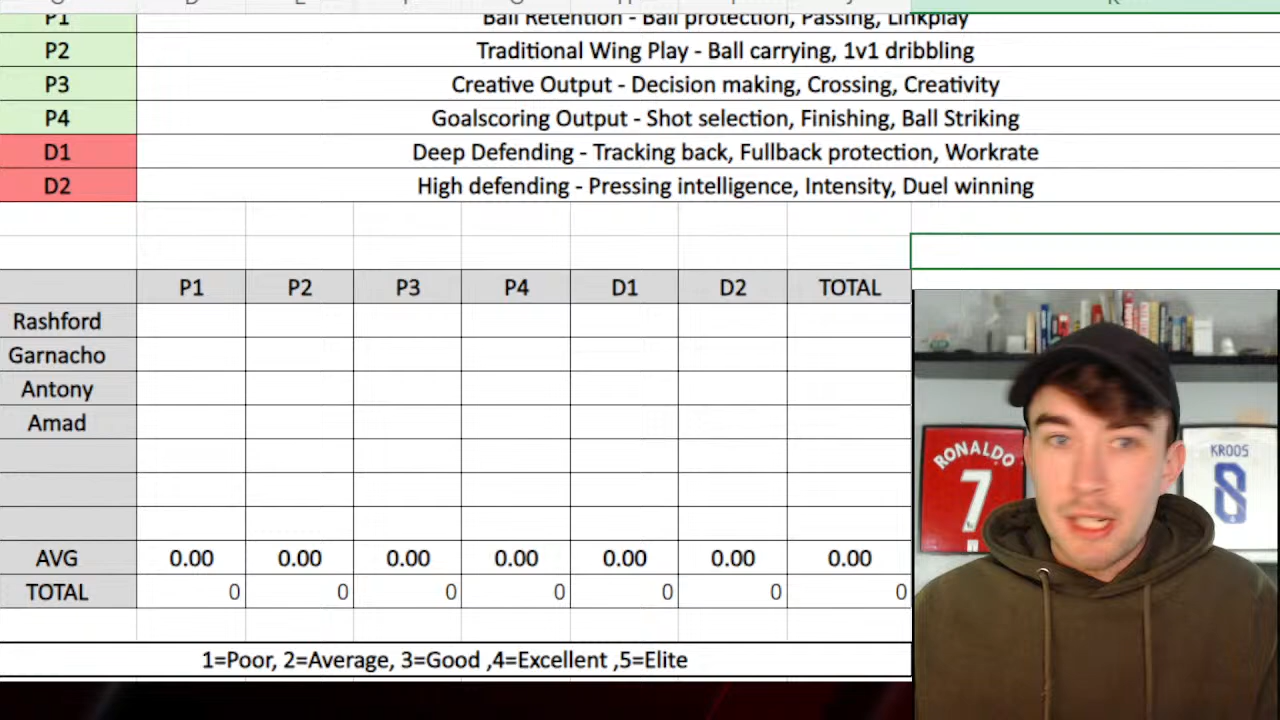 P1 Ball Retention - Ball protection, Passing, Linkplay
P2 Traditional Wing Play - Ball carrying, 1v1 dribbling
P3 Creative Output - Decision making, Crossing, Creativity
P4 Goalscoring Output - Shot selection, Finishing, Ball Striking
D1 Deep Defending - Tracking back, Fullback protection, Workrate
D2 High defending - Pressing intelligence, Intensity, Duel winning
P1 P2 P3 P4 D1 D2 TOTAL
Rashford
Garnacho
Antony
Amad
AVG 0.00 0.00 0.00 0.00 0.00 0.00 0.00
TOTAL 0 0 0 0 0 0 0
1=Poor, 2=Average, 3=Good ,4=Excellent ,5=Elite
RONALDO
7
KROOS
8